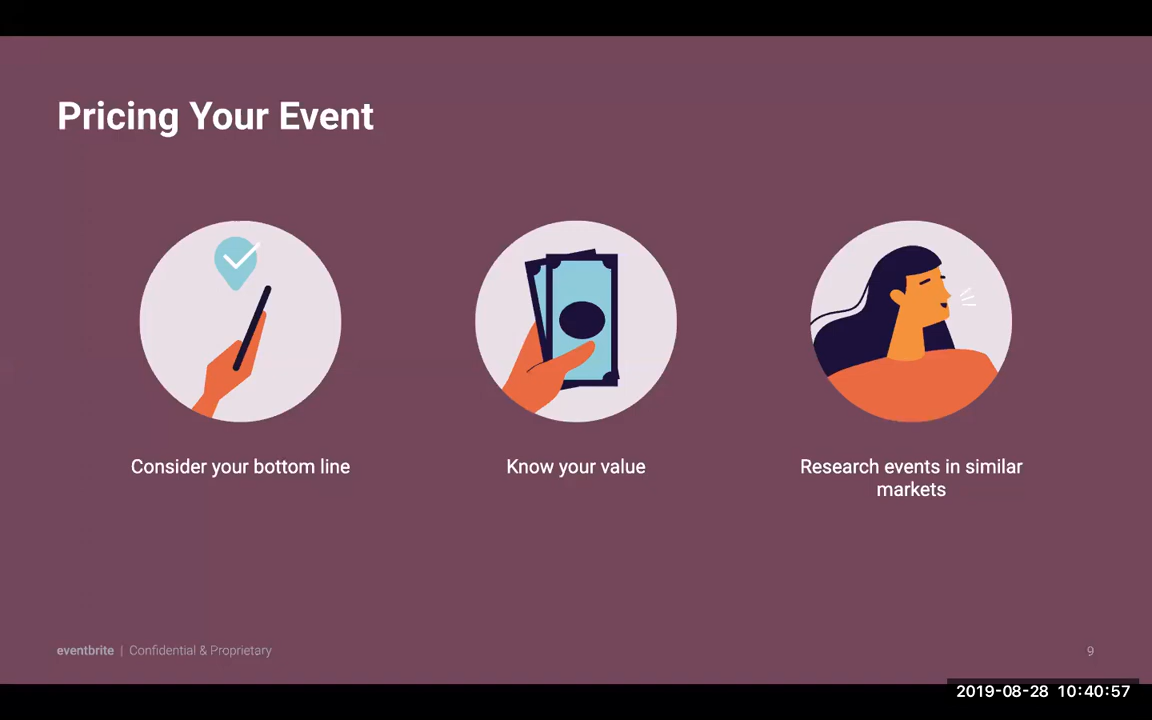 Pricing Your Event
Consider your bottom line
Know your value
Research events in similar
markets
eventbrite | Confidential & Proprietary
9
2019-08-28 10:40:57